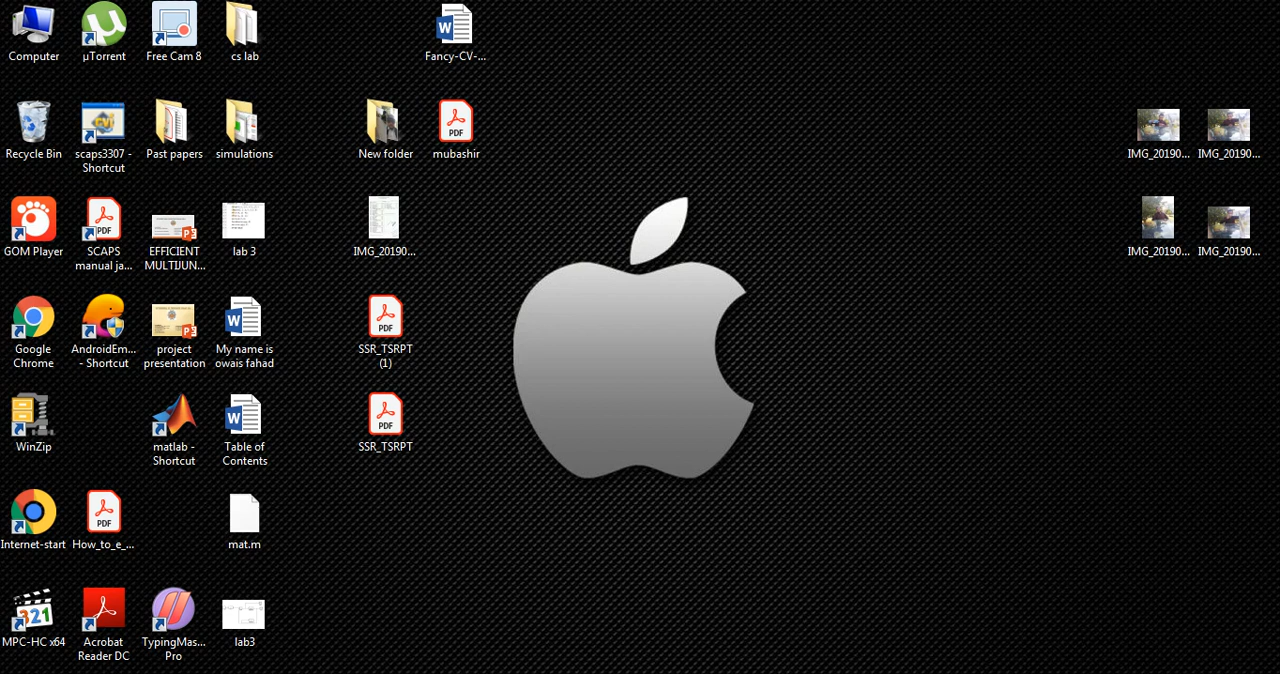 Computer
µTorrent
Free Cam 8
cs lab
Fancy-CV-...
Recycle Bin
scaps3307 -
Shortcut
Past papers
simulations
New folder
mubashir
IMG_20190...
IMG_20190...
GOM Player
SCAPS
manual ja...
EFFICIENT
MULTIJUN...
lab 3
IMG_20190...
IMG_20190...
IMG_20190...
Google
Chrome
AndroidEm...
- Shortcut
project
presentation
My name is
owais fahad
SSR_TSRPT
(1)
WinZip
matlab -
Shortcut
Table of
Contents
SSR_TSRPT
Internet-start
How_to_e_...
mat.m
MPC-HC x64
Acrobat
Reader DC
TypingMas...
Pro
lab3